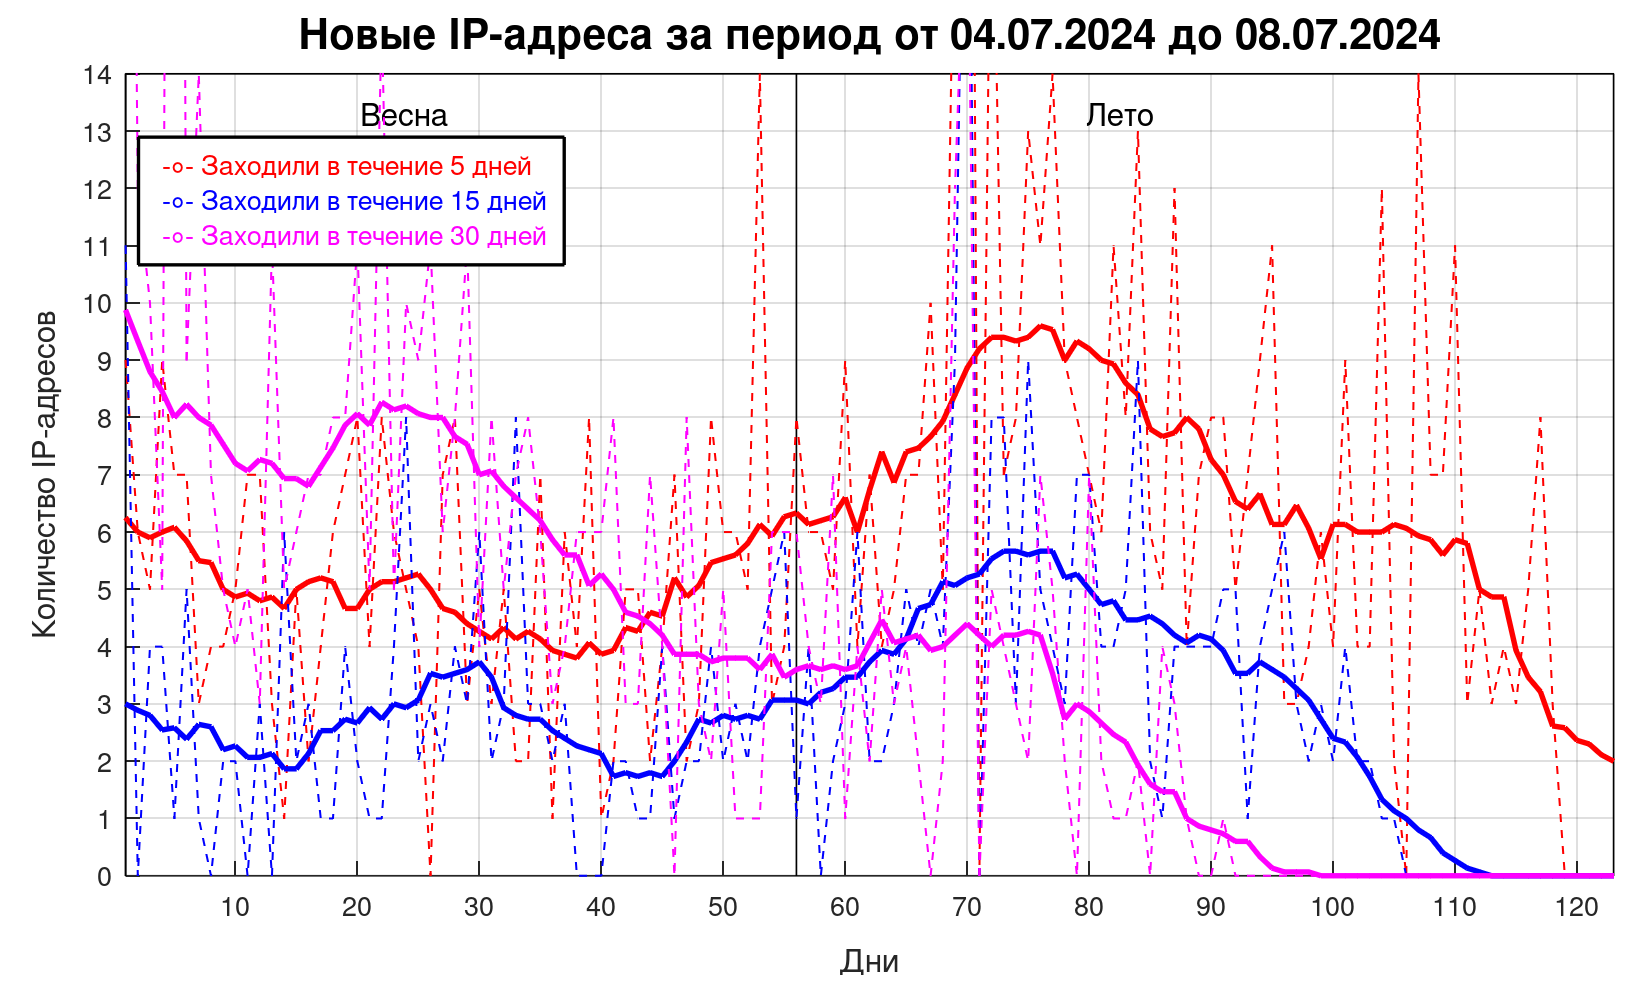 Новые IP-адреса за период от 04.07.2024 до 08.07.2024
Весна
Лето
-o- Заходили в течение 5 дней
-o- Заходили в течение 15 дней
-o- Заходили в течение 30 дней
Количество IP-адресов
14
13
12
11
10
9
8
7
6
5
4
3
2
1
0
10 20 30 40 50 60 70 80 90 100 110 120
Дни